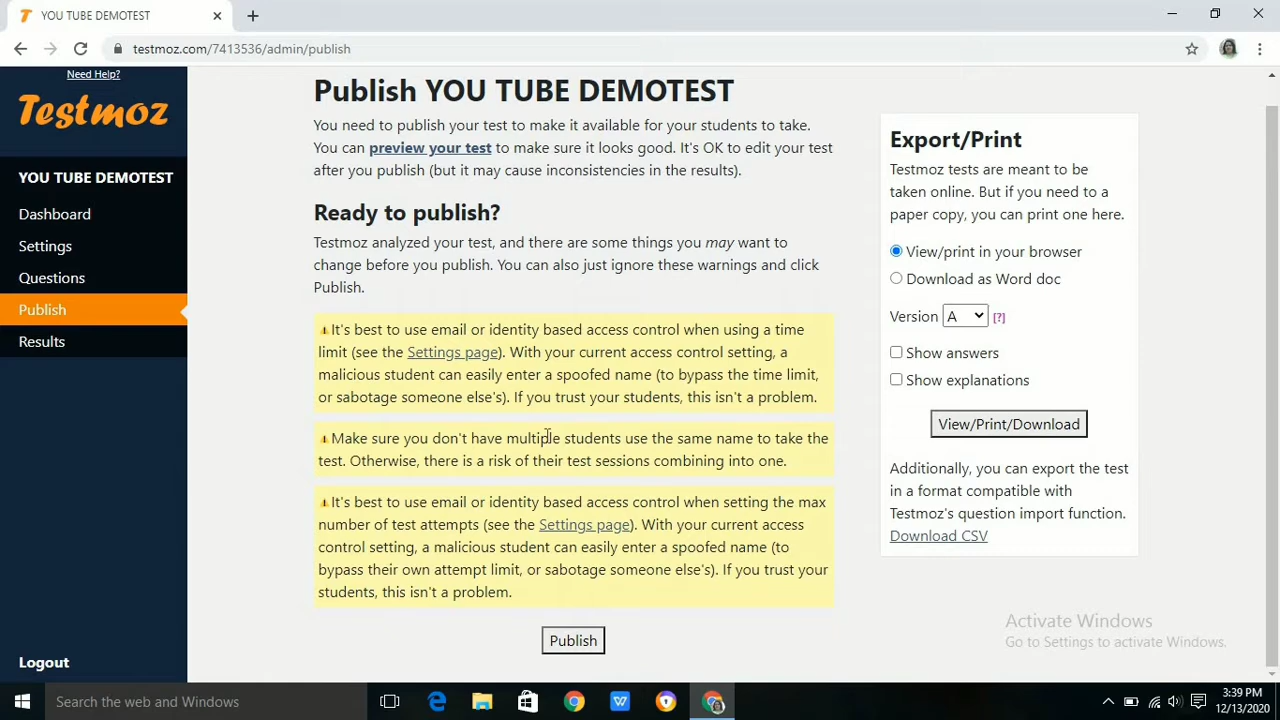 YOU TUBE DEMOTEST
testmoz.com/7413536/admin/publish
Need Help?
Testmoz
YOU TUBE DEMOTEST
Dashboard
Settings
Questions
Publish
Results
Logout
Publish YOU TUBE DEMOTEST
You need to publish your test to make it available for your students to take.
You can preview your test to make sure it looks good. It's OK to edit your test
after you publish (but it may cause inconsistencies in the results).
Ready to publish?
Testmoz analyzed your test, and there are some things you may want to
change before you publish. You can also just ignore these warnings and click
Publish.
It's best to use email or identity based access control when using a time
limit (see the Settings page). With your current access control setting, a
malicious student can easily enter a spoofed name (to bypass the time limit,
or sabotage someone else's). If you trust your students, this isn't a problem.
Make sure you don't have multiple students use the same name to take the
test. Otherwise, there is a risk of their test sessions combining into one.
It's best to use email or identity based access control when setting the max
number of test attempts (see the Settings page). With your current access
control setting, a malicious student can easily enter a spoofed name (to
bypass their own attempt limit, or sabotage someone else's). If you trust your
students, this isn't a problem.
Publish
Export/Print
Testmoz tests are meant to be
taken online. But if you need to a
paper copy, you can print one here.
View/print in your browser
Download as Word doc
Version A [?]
Show answers
Show explanations
View/Print/Download
Additionally, you can export the test
in a format compatible with
Testmoz's question import function.
Download CSV
Activate Windows
Go to Settings to activate Windows.
Search the web and Windows
3:39 PM
12/13/2020